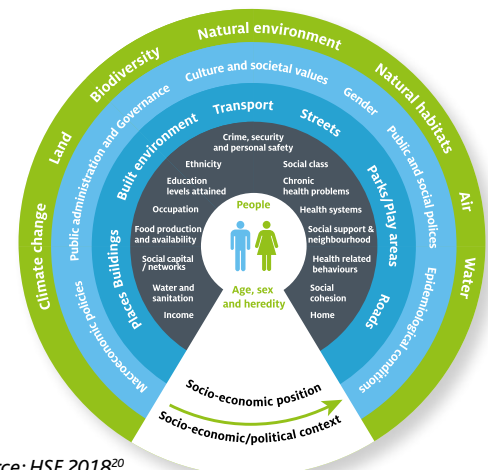 Climate change
Land
Biodiversity
Natural environment
Natural habitats
Air
Water
Macroeconomic policies
Public administration and Governance
Culture and societal values
Gender
Public and social polices
Epidemiological conditions
Places
Buildings
Built environment
Transport
Streets
Parks/Play areas
Roads
Crime, security
and personal safety
Ethnicity
Education
levels attained
Occupation
Food production
and availability
Social capital
/ networks
Water and
sanitation
Income
Social class
Chronic
health problems
Health systems
Social support &
neighbourhood
Health related
behaviours
Social
cohesion
Home
People
Age, sex
and heredity
Socio-economic position
Socio-economic/political context
rce: HSE 2018²⁰